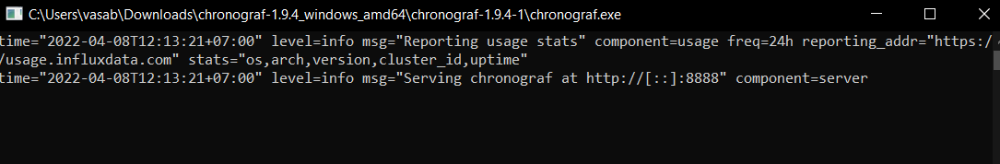 C:\Users\vasab\Downloads\chronograf-1.9.4_windows_amd64\chronograf-1.9.4-1\chronograf.exe
time="2022-04-08T12:13:21+07:00" level=info msg="Reporting usage stats" component=usage freq=24h reporting_addr="https:/
/usage.influxdata.com" stats="os,arch,version,cluster_id,uptime"
time="2022-04-08T12:13:21+07:00" level=info msg="Serving chronograf at http://[::]:8888" component=server